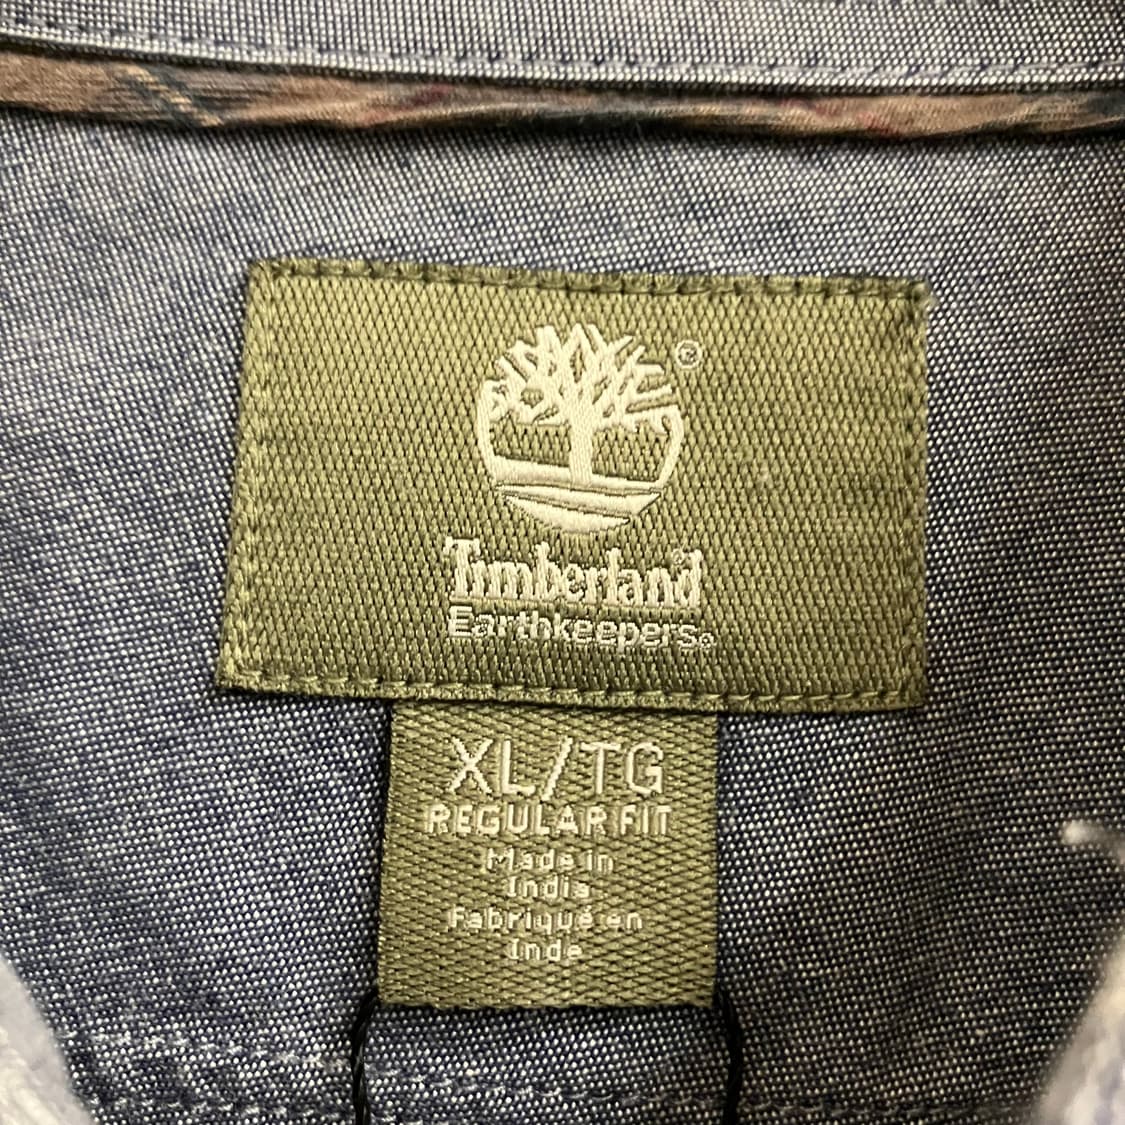 ®
Timberland®
Earthkeepers®
XL/TG
REGULAR FIT
Made in
India
Fabriqué en
Inde